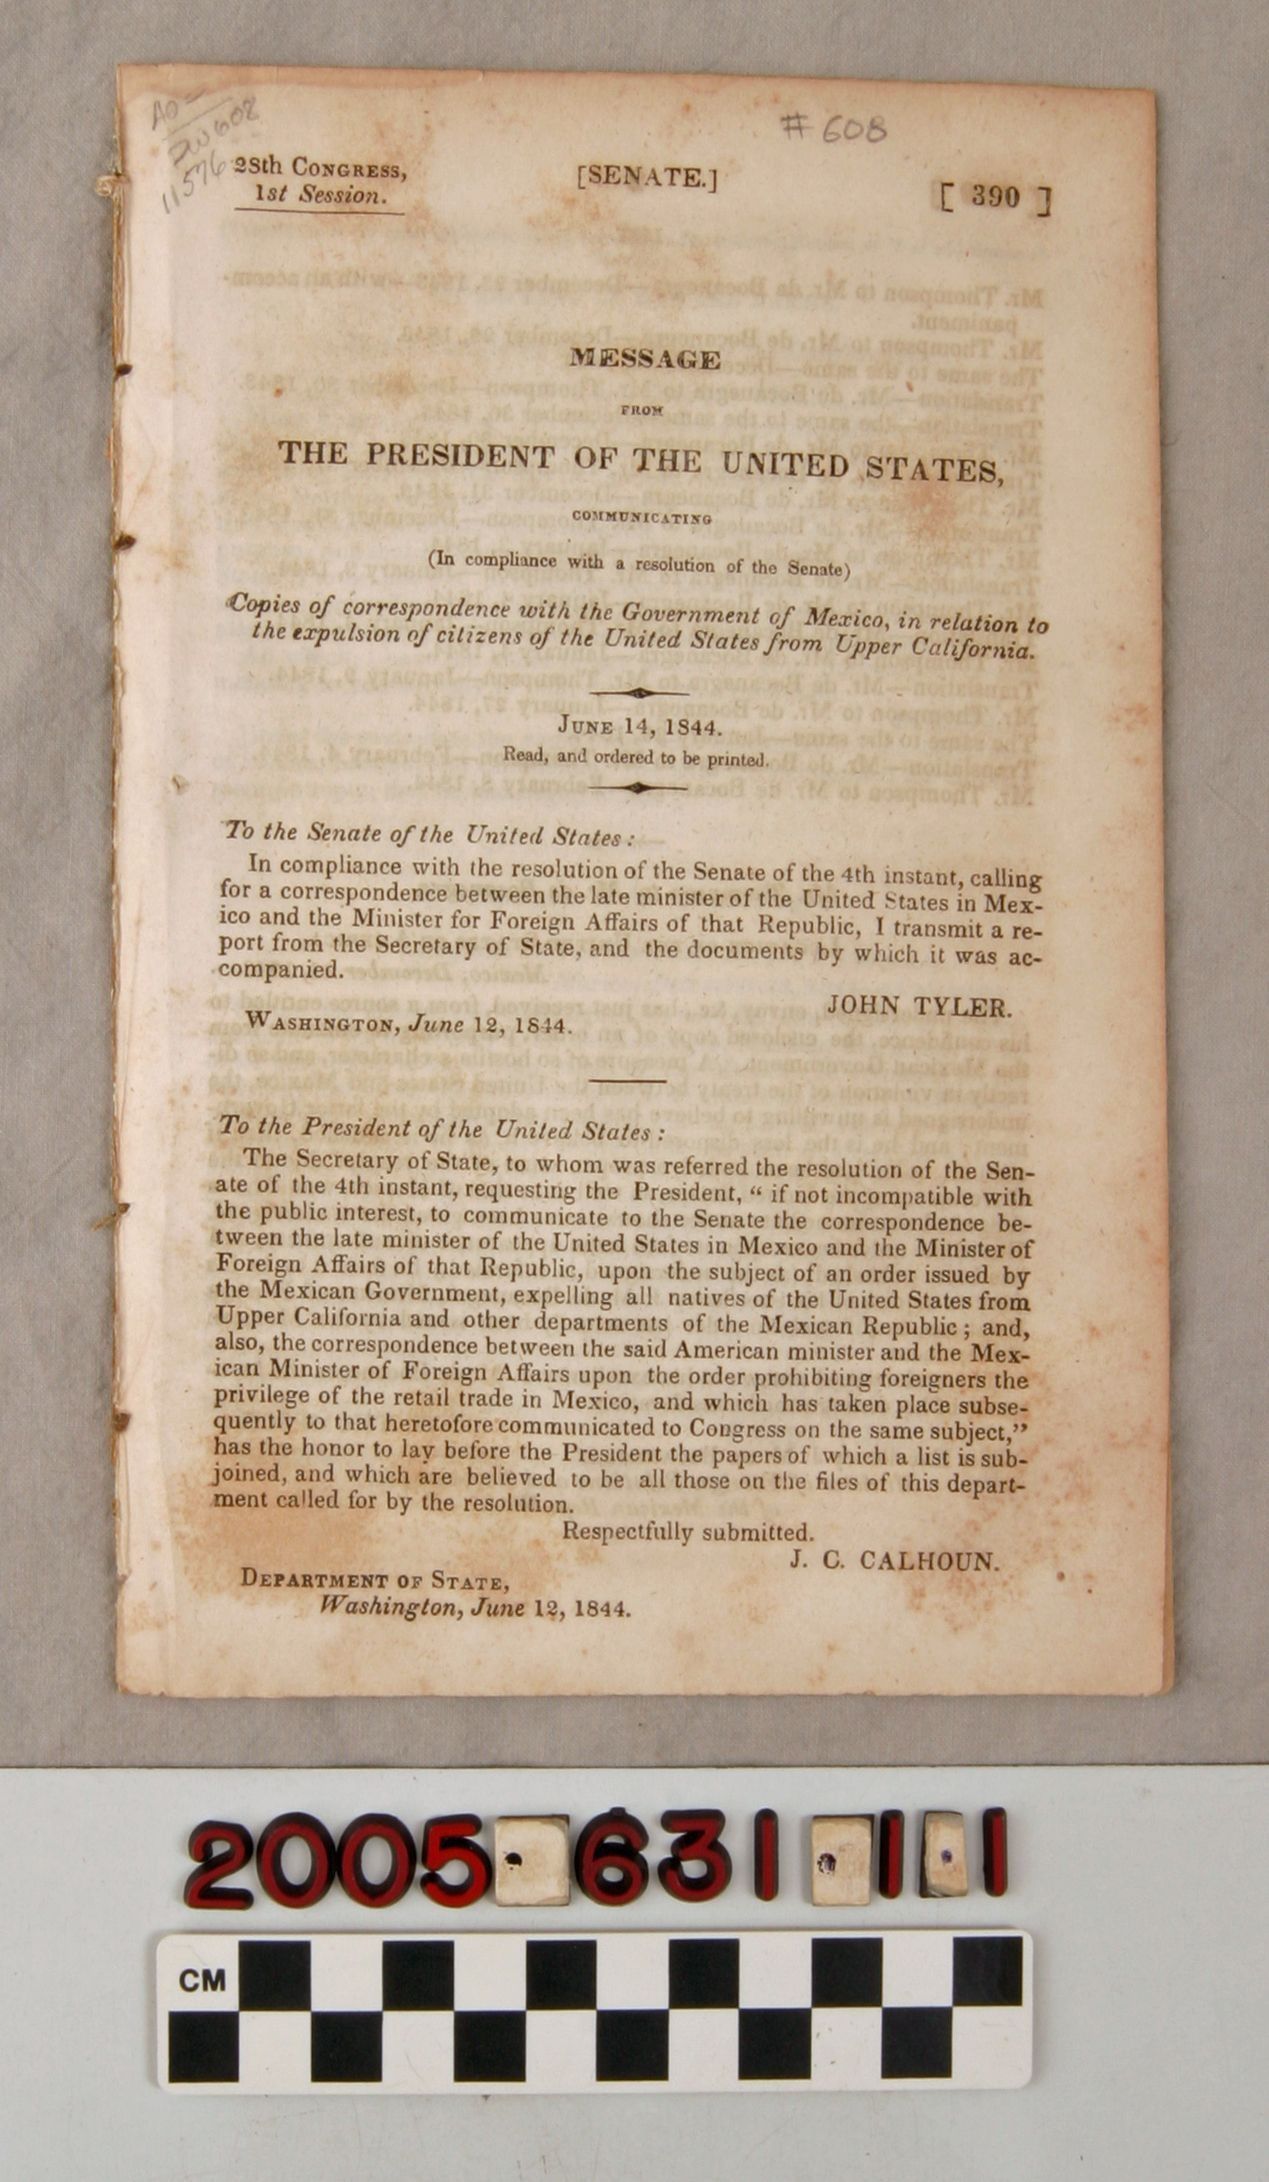 # 608
28th CONGRESS,
1st Session.
[SENATE.]
[ 390 ]
MESSAGE
FROM
THE PRESIDENT OF THE UNITED STATES,
COMMUNICATING
(In compliance with a resolution of the Senate)
Copies of correspondence with the Government of Mexico, in relation to
the expulsion of citizens of the United States from Upper California.
JUNE 14, 1844.
Read, and ordered to be printed.
To the Senate of the United States:
In compliance with the resolution of the Senate of the 4th instant, calling
for a correspondence between the late minister of the United States in Mex-
ico and the Minister for Foreign Affairs of that Republic, I transmit a re-
port from the Secretary of State, and the documents by which it was ac-
companied.
JOHN TYLER.
WASHINGTON, June 12, 1844.
To the President of the United States:
The Secretary of State, to whom was referred the resolution of the Sen-
ate of the 4th instant, requesting the President, “ if not incompatible with
the public interest, to communicate to the Senate the correspondence be-
tween the late minister of the United States in Mexico and the Minister of
Foreign Affairs of that Republic, upon the subject of an order issued by
the Mexican Government, expelling all natives of the United States from
Upper California and other departments of the Mexican Republic; and,
also, the correspondence between the said American minister and the Mex-
ican Minister of Foreign Affairs upon the order prohibiting foreigners the
privilege of the retail trade in Mexico, and which has taken place subse-
quently to that heretofore communicated to Congress on the same subject,”
has the honor to lay before the President the papers of which a list is sub-
joined, and which are believed to be all those on the files of this depart-
ment called for by the resolution.
Respectfully submitted.
J. C. CALHOUN.
DEPARTMENT OF STATE,
Washington, June 12, 1844.
2005.631.1.1
CM